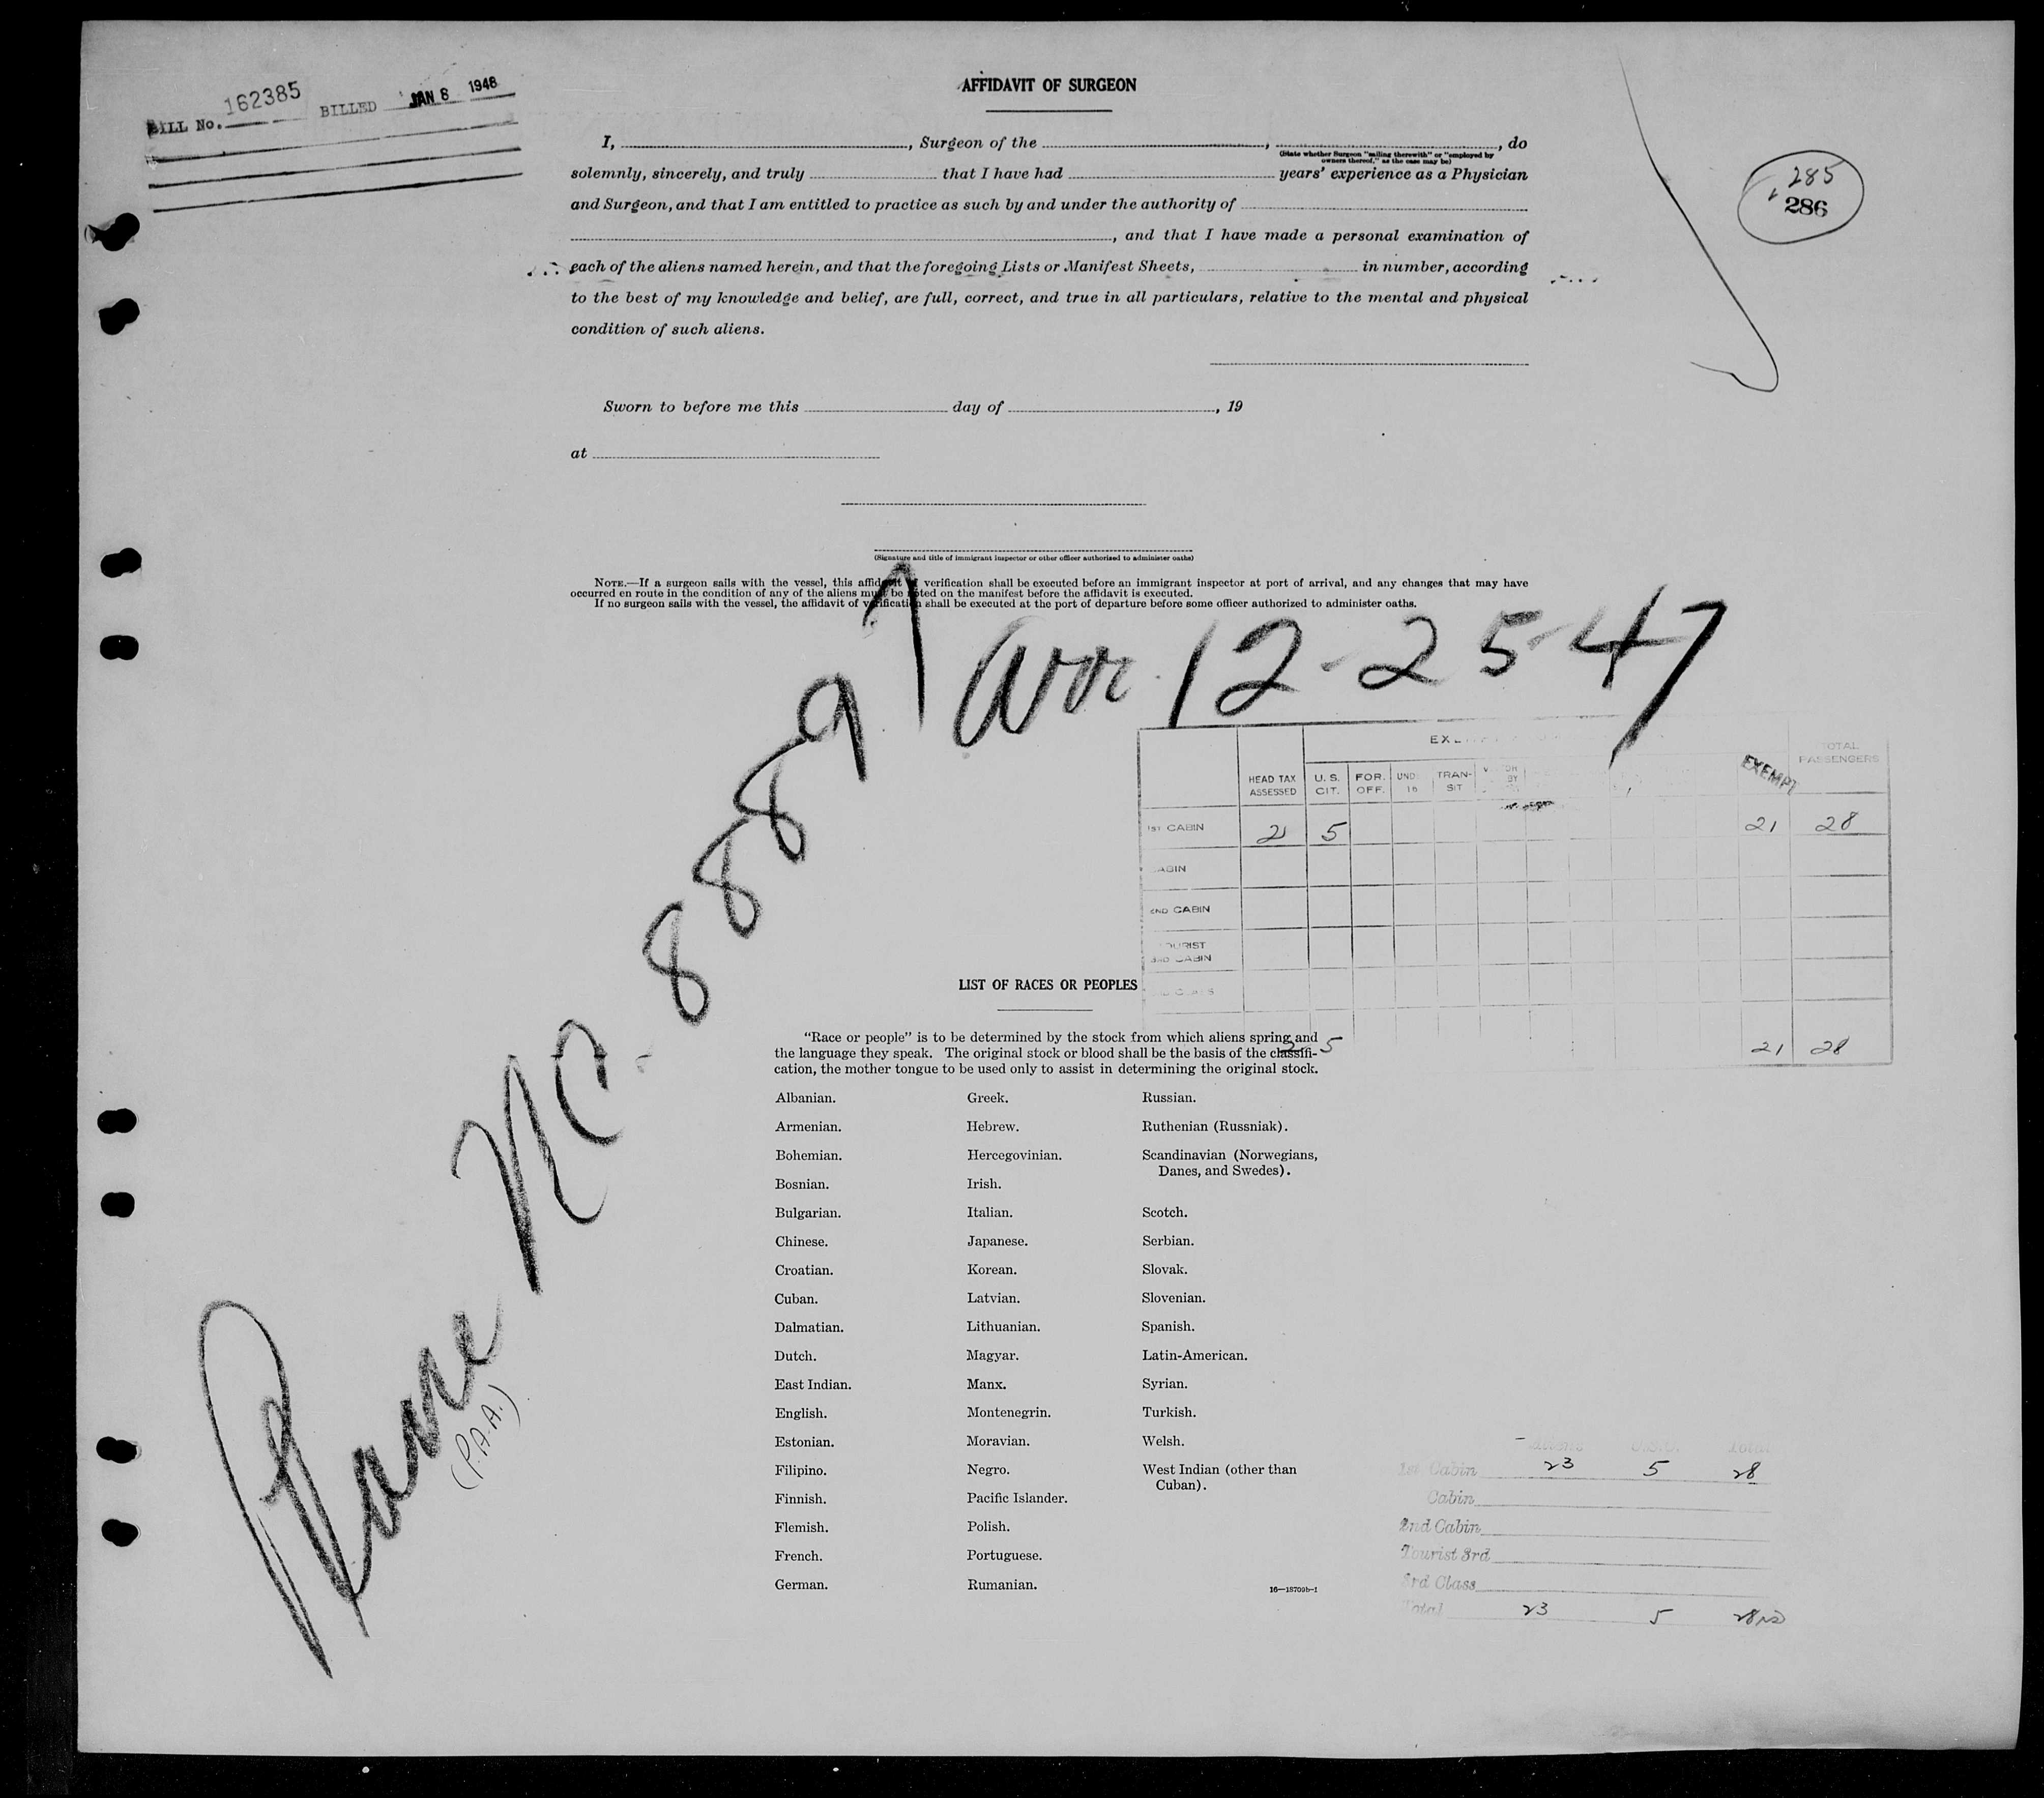 BILL No. 162385 BILLED JAN 8 1948
AFFIDAVIT OF SURGEON
285
286
I, , Surgeon of the , , do
(State whether Surgeon "sailing therewith" or "employed by
owners thereof," as the case may be)
solemnly, sincerely, and truly that I have had years' experience as a Physician
and Surgeon, and that I am entitled to practice as such by and under the authority of
, and that I have made a personal examination of
each of the aliens named herein, and that the foregoing Lists or Manifest Sheets, in number, according
to the best of my knowledge and belief, are full, correct, and true in all particulars, relative to the mental and physical
condition of such aliens.
Sworn to before me this day of , 19
at
(Signature and title of immigrant inspector or other officer authorized to administer oaths)
NOTE.—If a surgeon sails with the vessel, this affidavit of verification shall be executed before an immigrant inspector at port of arrival, and any changes that may have
occurred en route in the condition of any of the aliens must be noted on the manifest before the affidavit is executed.
If no surgeon sails with the vessel, the affidavit of verification shall be executed at the port of departure before some officer authorized to administer oaths.
Plane NC-88897
(P.A.A.)
Arr. 12-25-47
HEAD TAX ASSESSED U. S. CIT. FOR. OFF. UND. 16 TRAN-SIT EXEMPT TOTAL PASSENGERS
1ST CABIN 2 5 21 28
CABIN
2ND CABIN
TOURIST
3RD CABIN
2 5 21 28
LIST OF RACES OR PEOPLES
"Race or people" is to be determined by the stock from which aliens spring and
the language they speak. The original stock or blood shall be the basis of the classifi-
cation, the mother tongue to be used only to assist in determining the original stock.
Albanian. Greek. Russian.
Armenian. Hebrew. Ruthenian (Russniak).
Bohemian. Hercegovinian. Scandinavian (Norwegians,
Danes, and Swedes).
Bosnian. Irish.
Bulgarian. Italian. Scotch.
Chinese. Japanese. Serbian.
Croatian. Korean. Slovak.
Cuban. Latvian. Slovenian.
Dalmatian. Lithuanian. Spanish.
Dutch. Magyar. Latin-American.
East Indian. Manx. Syrian.
English. Montenegrin. Turkish.
Estonian. Moravian. Welsh.
Filipino. Negro. West Indian (other than
Cuban).
Finnish. Pacific Islander.
Flemish. Polish.
French. Portuguese.
German. Rumanian.
16—18709b-1
Aliens Total
1st Cabin 23 5 28
Cabin
2nd Cabin
Tourist 3rd
3rd Class
Total 23 5 28